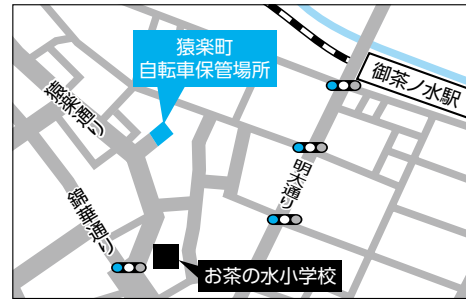 猿楽町
自転車保管場所
御茶ノ水駅
猿楽通り
明大通り
錦華通り
お茶の水小学校